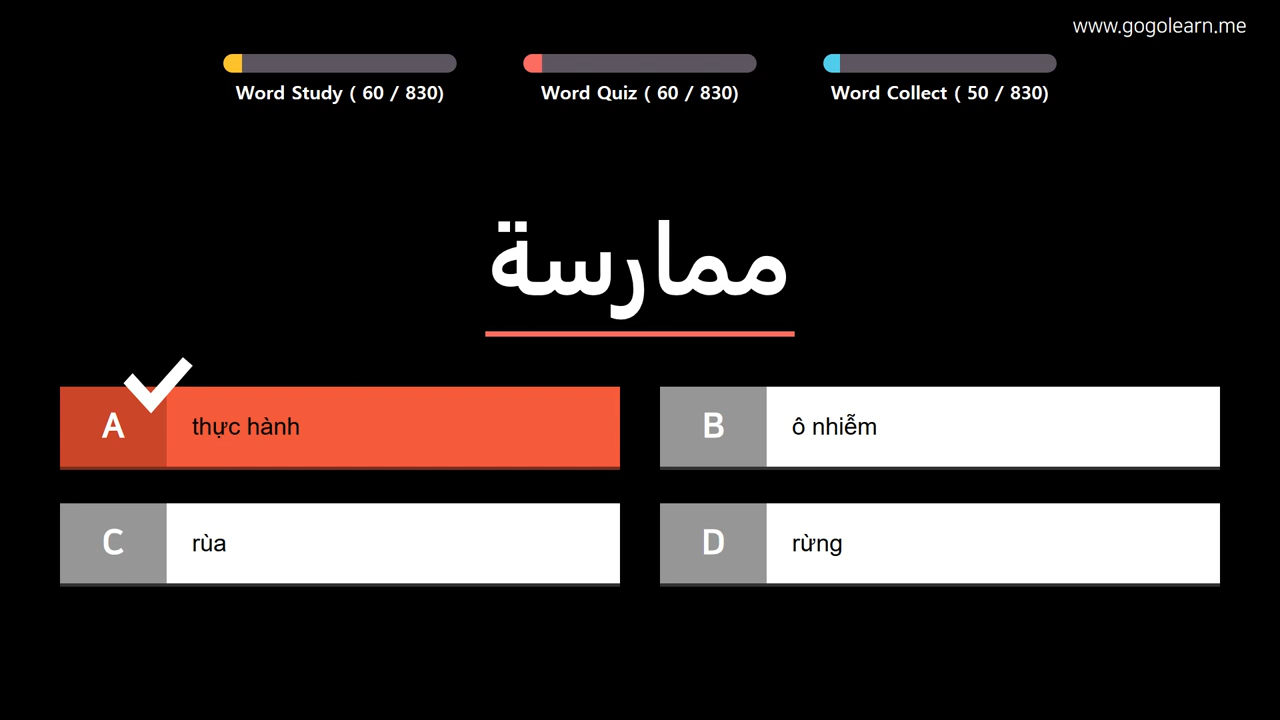 www.gogolearn.me
Word Study ( 60 / 830)
Word Quiz ( 60 / 830)
Word Collect ( 50 / 830)
ممارسة
A
thực hành
B
ô nhiễm
C
rùa
D
rừng